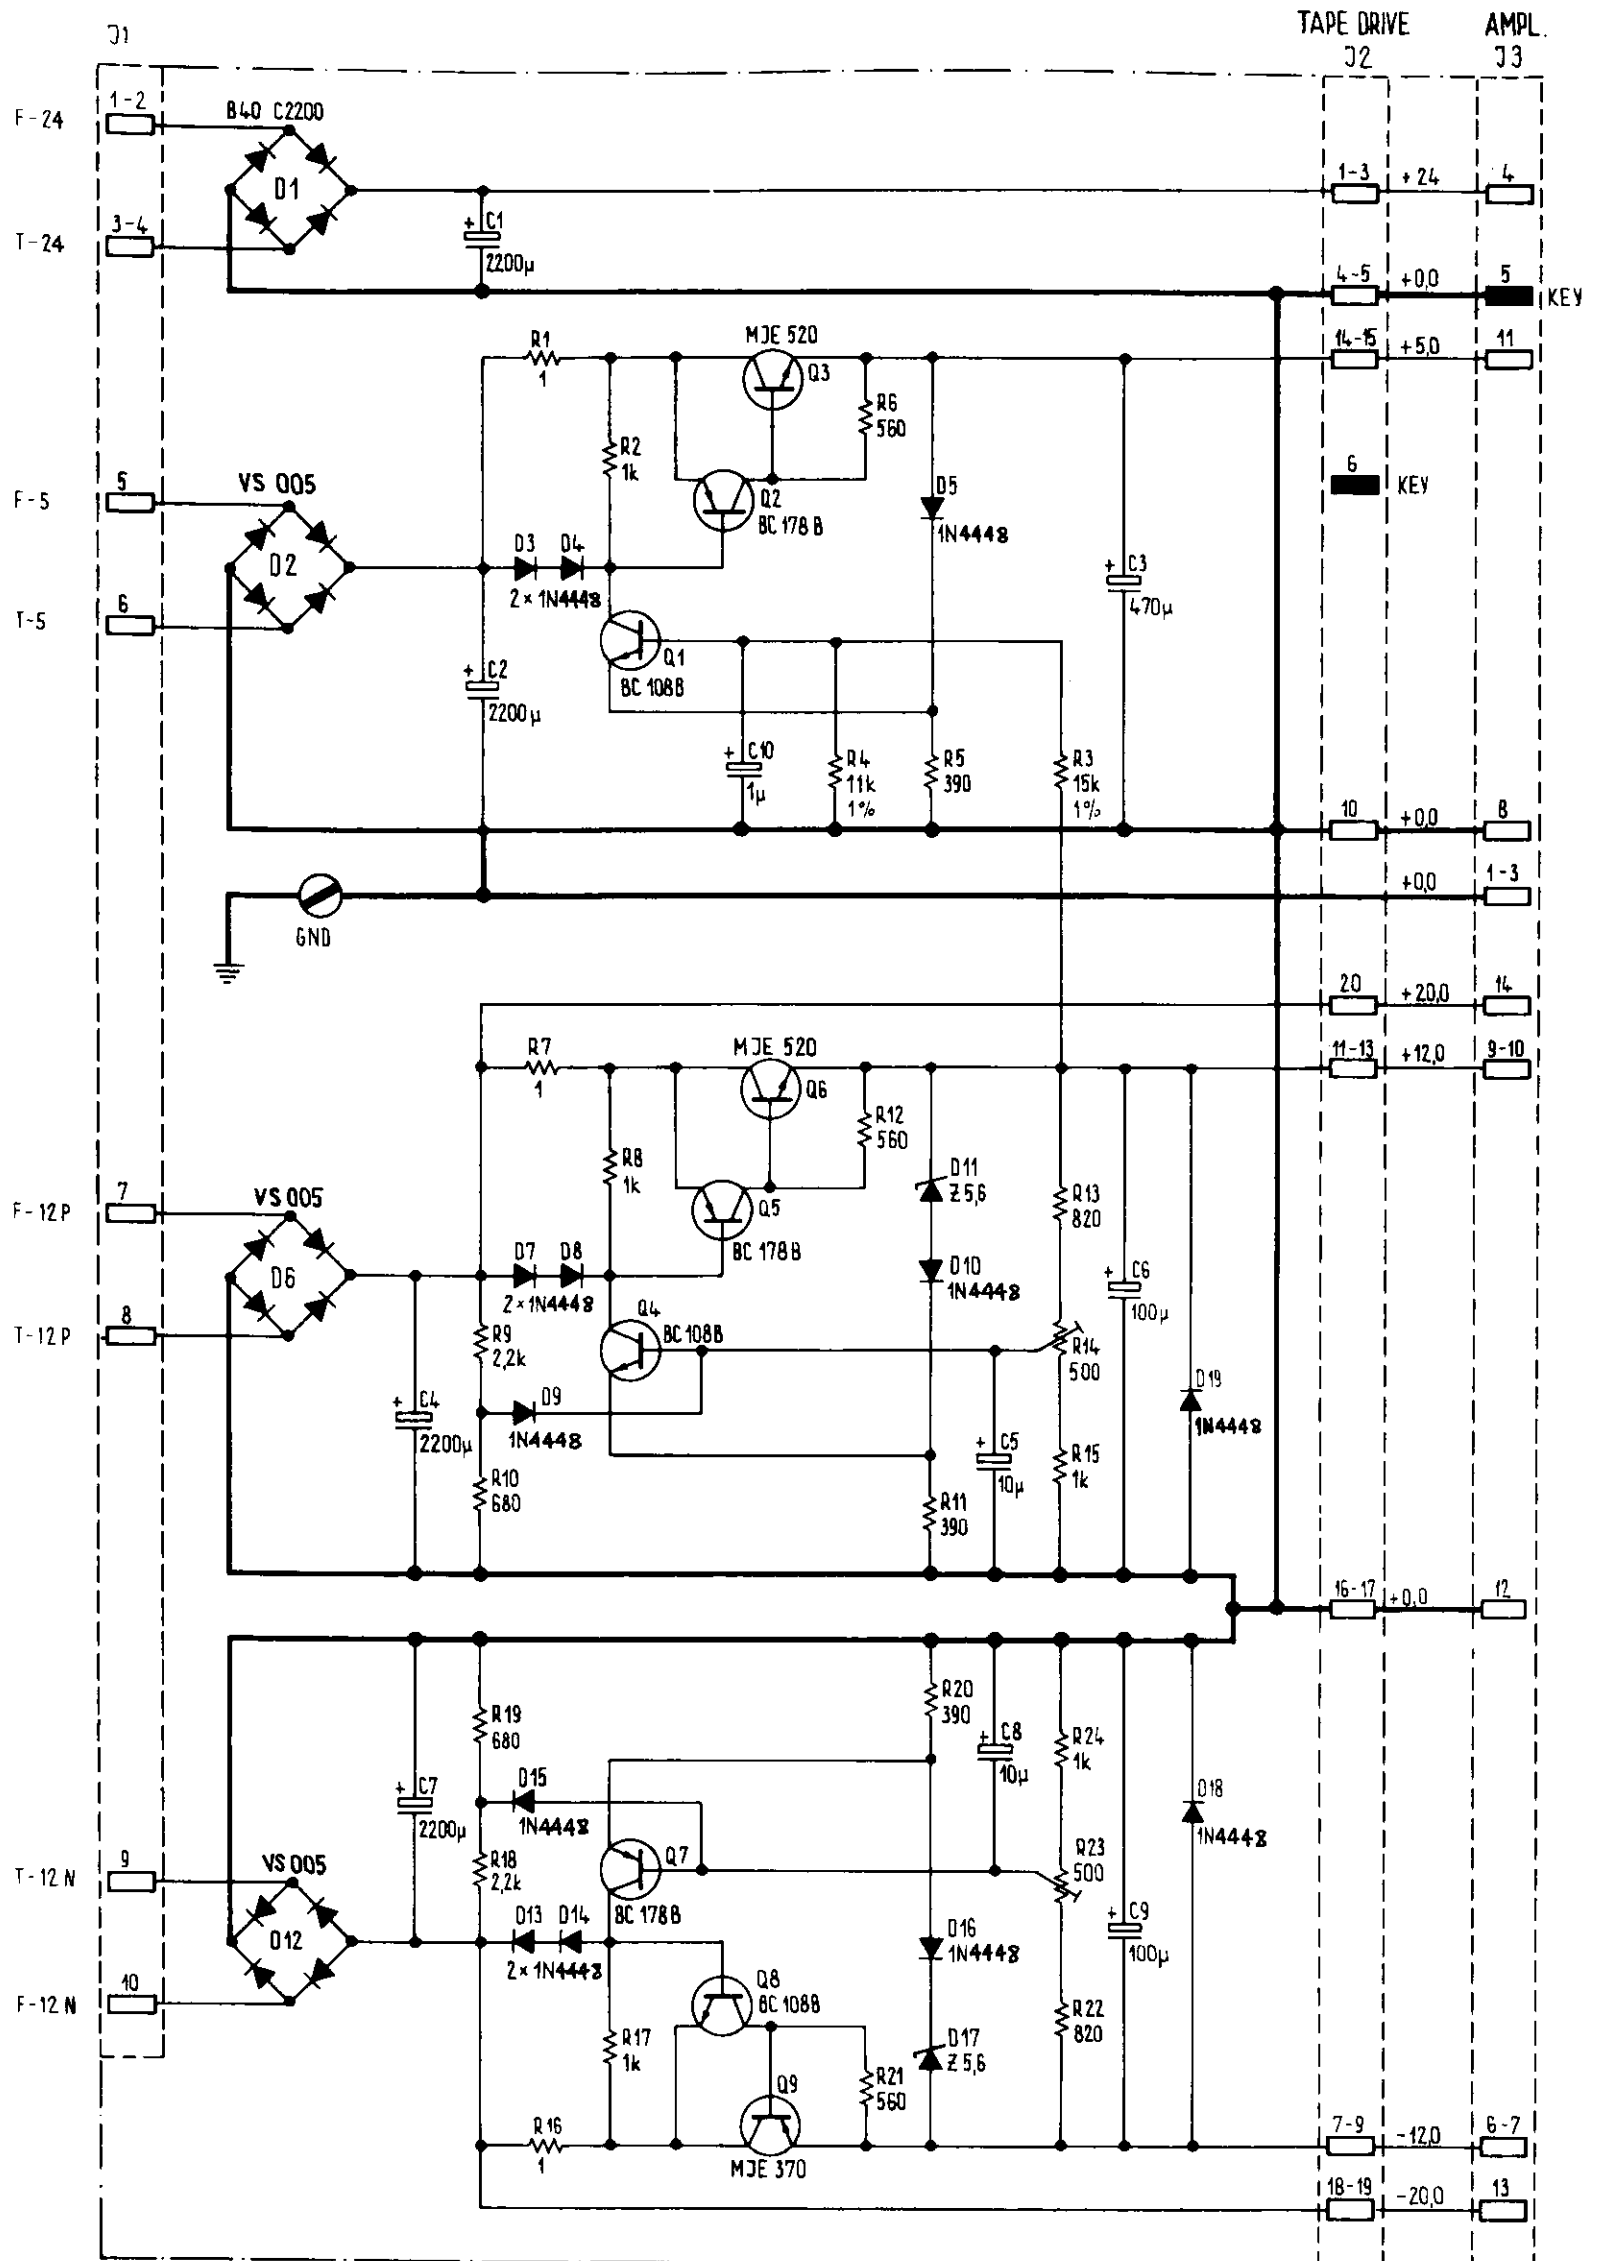 J1
TAPE DRIVE
J2
AMPL.
J3
F-24
1-2
B40 C2200
D1
1-3
+24
4
T-24
3-4
+ C1
2200µ
4-5
+0,0
5
KEY
R1
1
MJE 520
Q3
14-15
+5,0
11
R6
560
R2
1k
6
KEY
F-5
5
VS 005
Q2
BC 178 B
D5
1N4448
D2
D3
D4
2 × 1N4448
+ C3
470µ
T-5
6
Q1
BC 108B
+ C2
2200µ
+ C10
1µ
R4
11k
1%
R5
390
R3
15k
1%
10
+0,0
8
+0,0
1-3
GND
20
+20,0
14
R7
1
MJE 520
Q6
11-13
+12,0
9-10
R12
560
R8
1k
D11
Z 5,6
R13
820
F-12P
7
VS 005
Q5
BC 178 B
D6
D7
D8
2 × 1N4448
D10
1N4448
+ C6
100µ
T-12P
8
Q4
BC 108B
R9
2,2k
R14
500
D19
1N4448
+ C4
2200µ
D9
1N4448
+ C5
10µ
R15
1k
R10
680
R11
390
16-17
+0,0
12
R19
680
R20
390
+ C8
10µ
R24
1k
D15
1N4448
+ C7
2200µ
D18
1N4448
T-12 N
9
VS 005
R18
2,2k
Q7
BC 178 B
R23
500
D12
D13
D14
2 × 1N4448
D16
1N4448
+ C9
100µ
F-12 N
10
Q8
BC 108B
R17
1k
D17
Z 5,6
R22
820
R21
560
Q9
R16
1
MJE 370
7-9
-12,0
6-7
18-19
-20,0
13